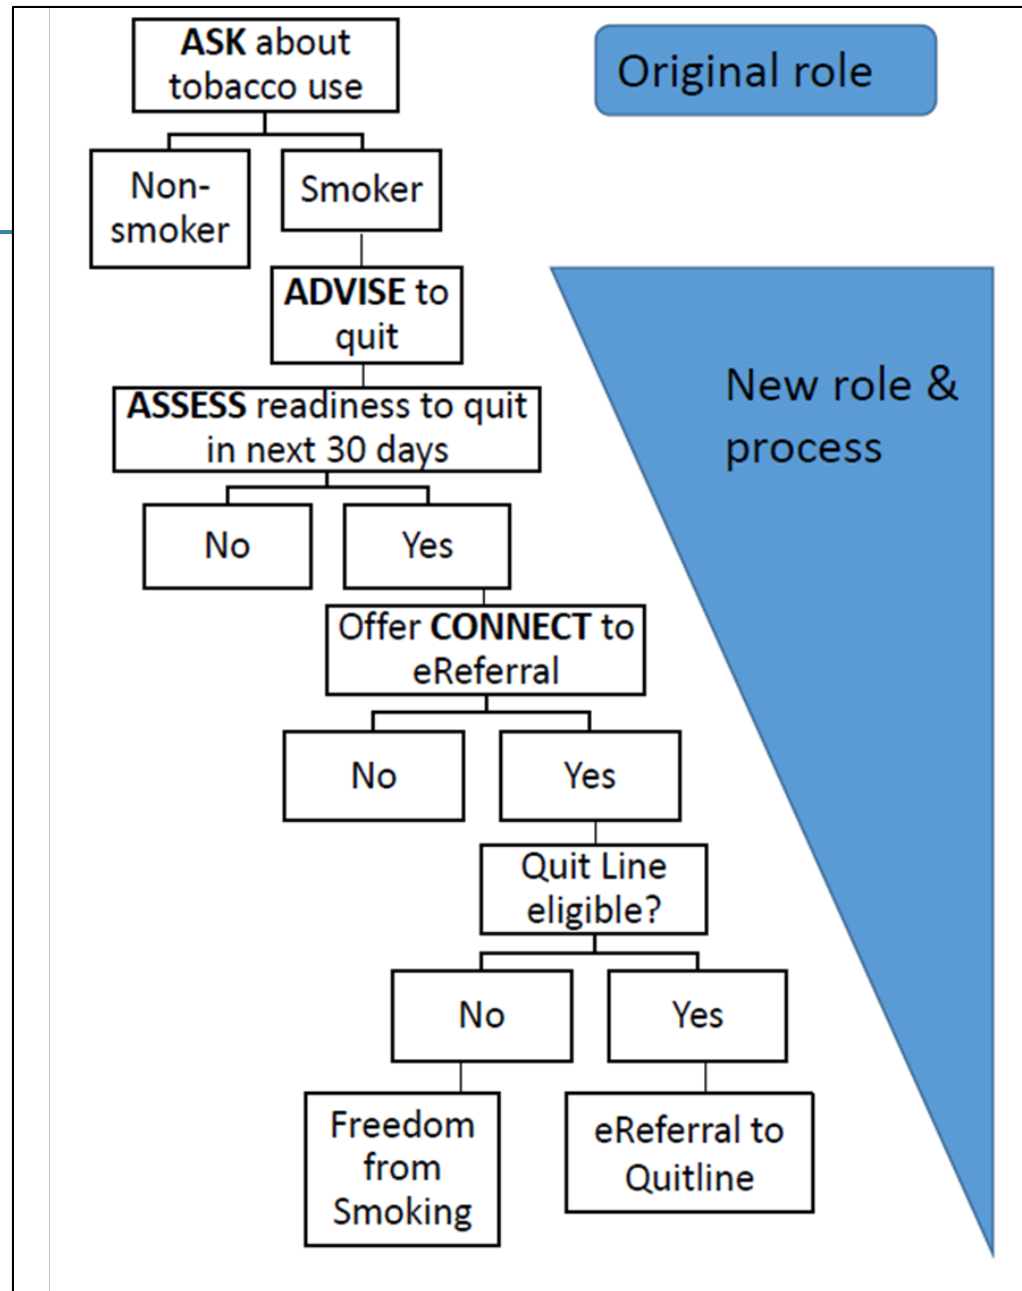 ASK about
tobacco use
Original role
Non-
smoker
Smoker
ADVISE to
quit
New role &
process
ASSESS readiness to quit
in next 30 days
No
Yes
Offer CONNECT to
eReferral
No
Yes
Quit Line
eligible?
No
Yes
Freedom
from
Smoking
eReferral to
Quitline